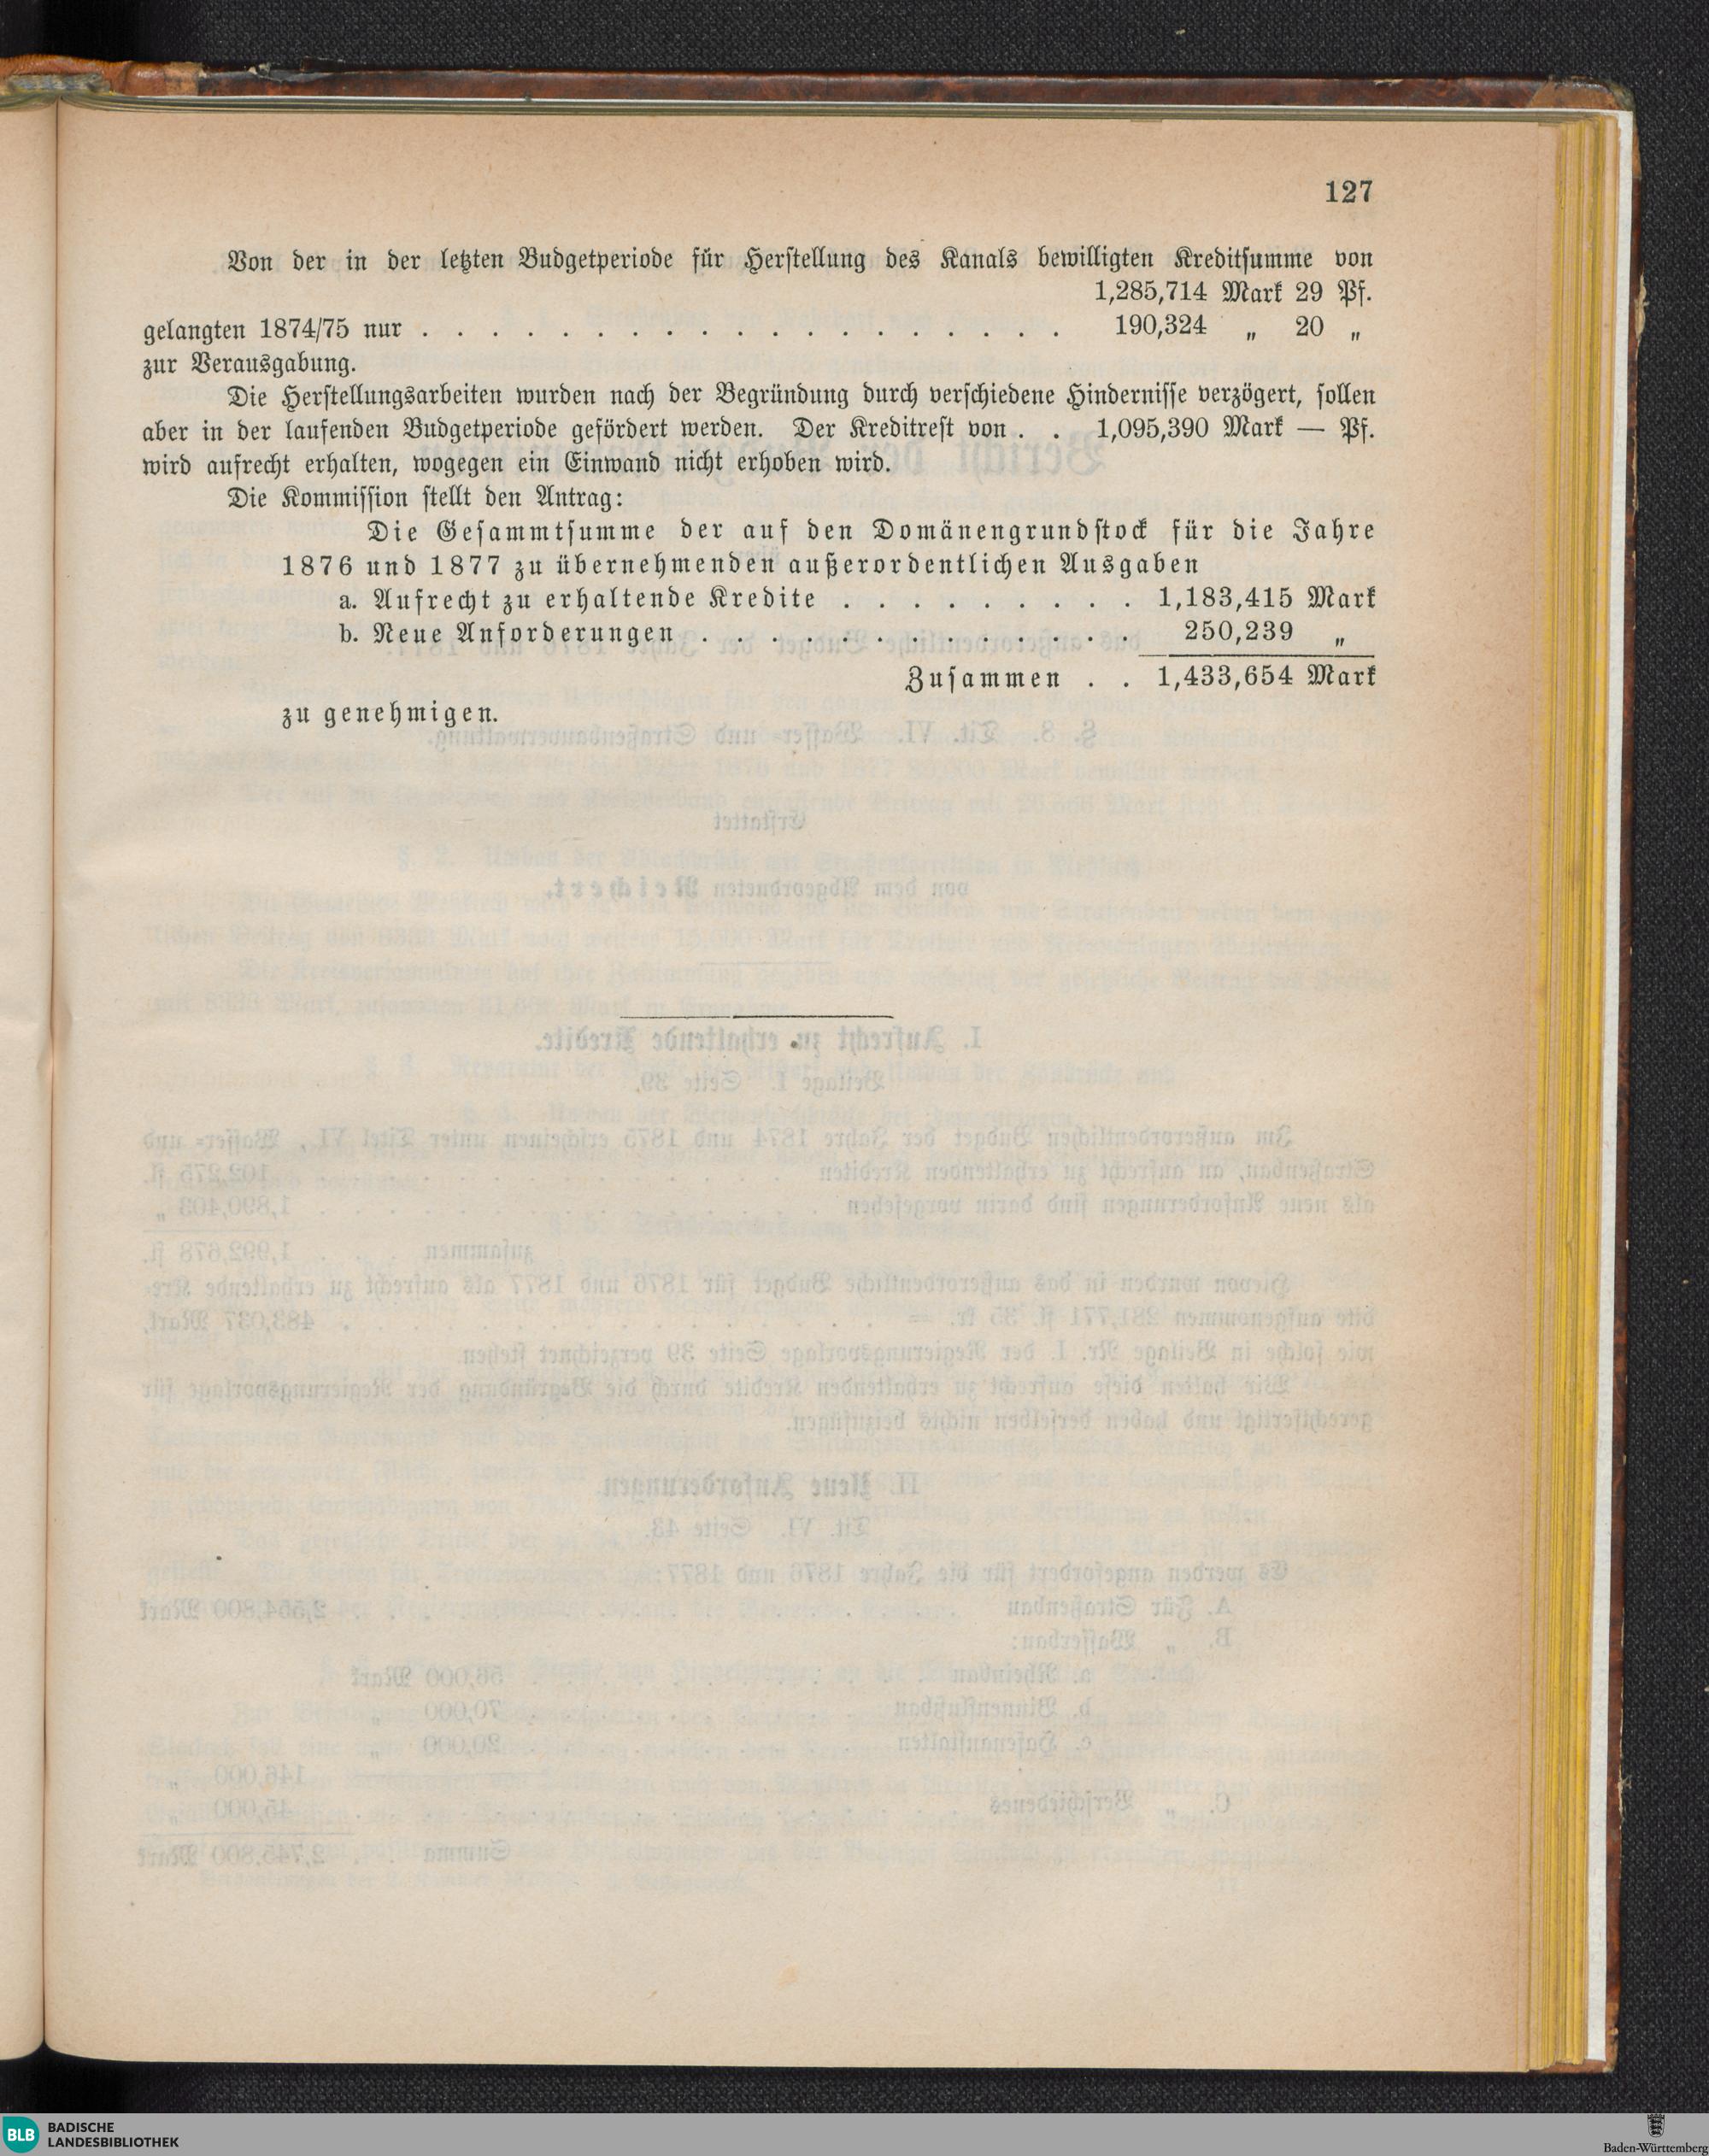 127
Von der in der letzten Budgetperiode für Herstellung des Kanals bewilligten Kreditsumme von
1,285,714 Mark 29 Pf.
gelangten 1874/75 nur . . . . . . . . . . . . . . . . . . . 190,324 „ 20 „
zur Verausgabung.
Die Herstellungsarbeiten wurden nach der Begründung durch verschiedene Hindernisse verzögert, sollen
aber in der laufenden Budgetperiode gefördert werden. Der Kreditrest von . . 1,095,390 Mark — Pf.
wird aufrecht erhalten, wogegen ein Einwand nicht erhoben wird.
Die Kommission stellt den Antrag:
Die Gesammtsumme der auf den Domänengrundstock für die Jahre
1876 und 1877 zu übernehmenden außerordentlichen Ausgaben
a. Aufrecht zu erhaltende Kredite . . . . . . . . . 1,183,415 Mark
b. Neue Anforderungen . . . . . . . . . . . . . 250,239 „
Zusammen . . 1,433,654 Mark
zu genehmigen.
BLB BADISCHE
LANDESBIBLIOTHEK
Baden-Württemberg